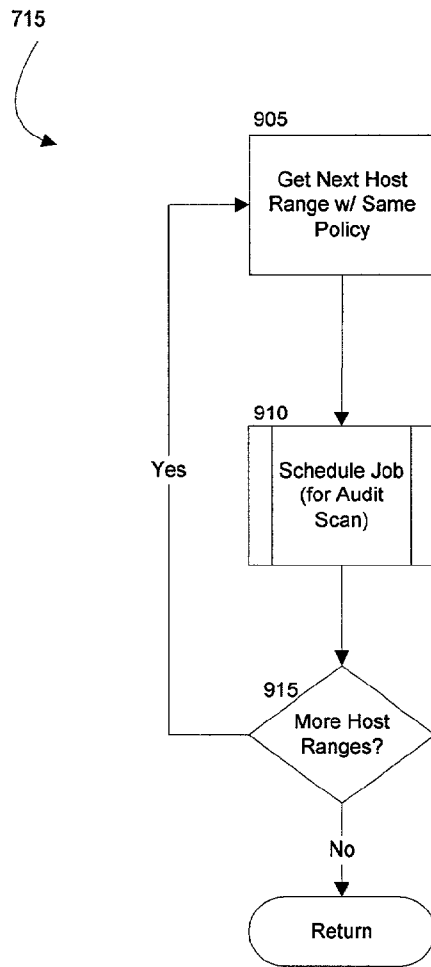 715
905
Get Next Host
Range w/ Same
Policy
910
Schedule Job
(for Audit
Scan)
Yes
915
More Host
Ranges?
No
Return